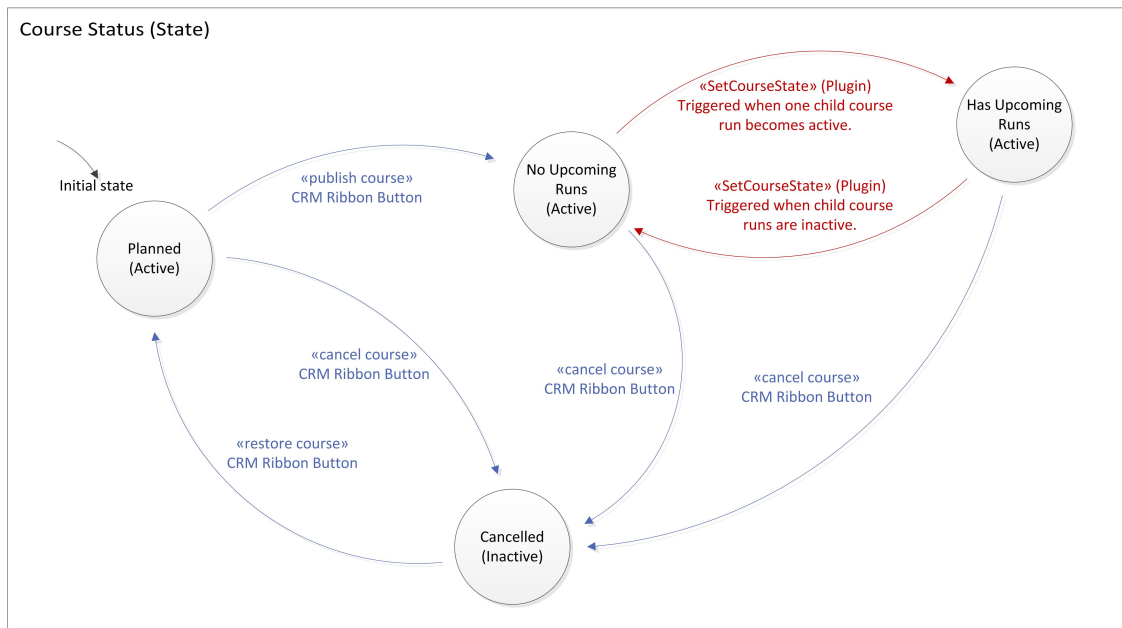 Course Status (State)
«SetCourseState» (Plugin)
Triggered when one child course
run becomes active.
Has Upcoming
Runs
(Active)
Initial state
«publish course»
CRM Ribbon Button
No Upcoming
Runs
(Active)
«SetCourseState» (Plugin)
Triggered when child course
runs are inactive.
Planned
(Active)
«cancel course»
CRM Ribbon Button
«cancel course»
CRM Ribbon Button
«cancel course»
CRM Ribbon Button
«restore course»
CRM Ribbon Button
Cancelled
(Inactive)